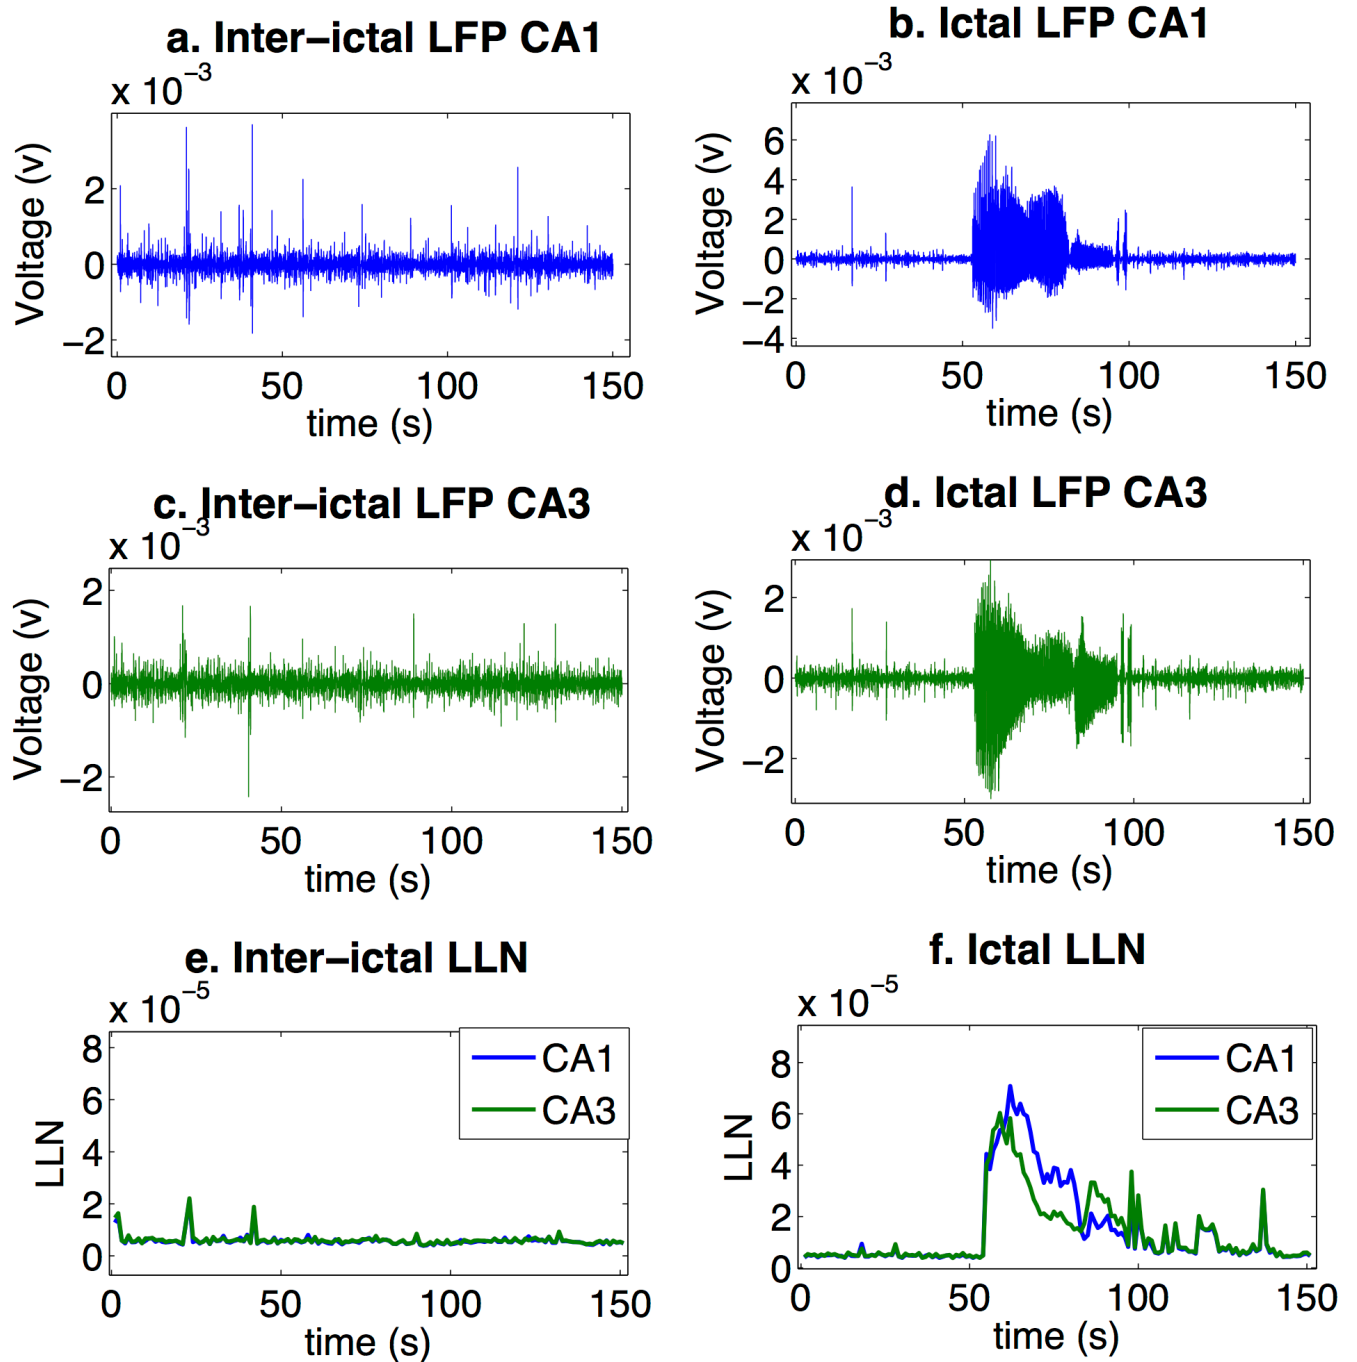 a. Inter−ictal LFP CA1
x 10⁻³
Voltage (v)
2
0
−2
0 50 100 150
time (s)
b. Ictal LFP CA1
x 10⁻³
Voltage (v)
6
4
2
0
−2
−4
0 50 100 150
time (s)
c. Inter−ictal LFP CA3
x 10⁻³
Voltage (v)
2
0
−2
0 50 100 150
time (s)
d. Ictal LFP CA3
x 10⁻³
Voltage (v)
2
0
−2
0 50 100 150
time (s)
e. Inter−ictal LLN
x 10⁻⁵
LLN
8
6
4
2
0
CA1
CA3
0 50 100 150
time (s)
f. Ictal LLN
x 10⁻⁵
LLN
8
6
4
2
0
CA1
CA3
0 50 100 150
time (s)